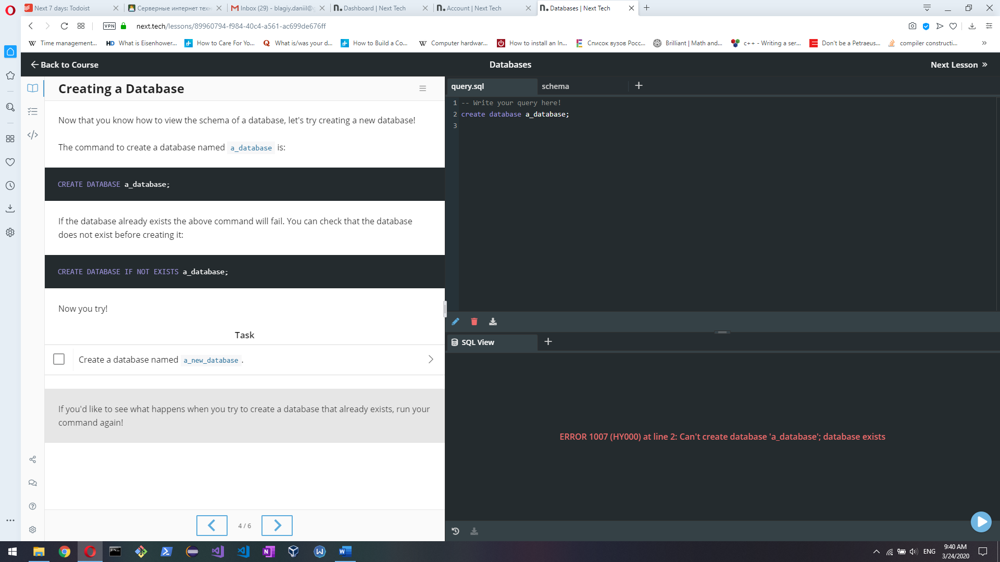 Next 7 days: Todoist
Серверные интернет техн
Inbox (29) - blagiy.daniil@g
Dashboard | Next Tech
Account | Next Tech
Databases | Next Tech
VPN
next.tech/lessons/89960794-f984-40c4-a561-ac699de676ff
Time management...
What is Eisenhower...
How to Care For Yo...
What is/was your d...
How to Build a Co...
Computer hardwar...
How to install an In...
Список вузов Росс...
Brilliant | Math and...
c++ - Writing a ser...
Don't be a Petraeus...
compiler constructi...
Back to Course
Databases
Next Lesson
Creating a Database
Now that you know how to view the schema of a database, let's try creating a new database!
The command to create a database named a_database is:
CREATE DATABASE a_database;
If the database already exists the above command will fail. You can check that the database
does not exist before creating it:
CREATE DATABASE IF NOT EXISTS a_database;
Now you try!
Task
Create a database named a_new_database .
If you'd like to see what happens when you try to create a database that already exists, run your
command again!
4 / 6
query.sql
schema
1 -- Write your query here!
2 create database a_database;
3
SQL View
ERROR 1007 (HY000) at line 2: Can't create database 'a_database'; database exists
ENG
9:40 AM
3/24/2020